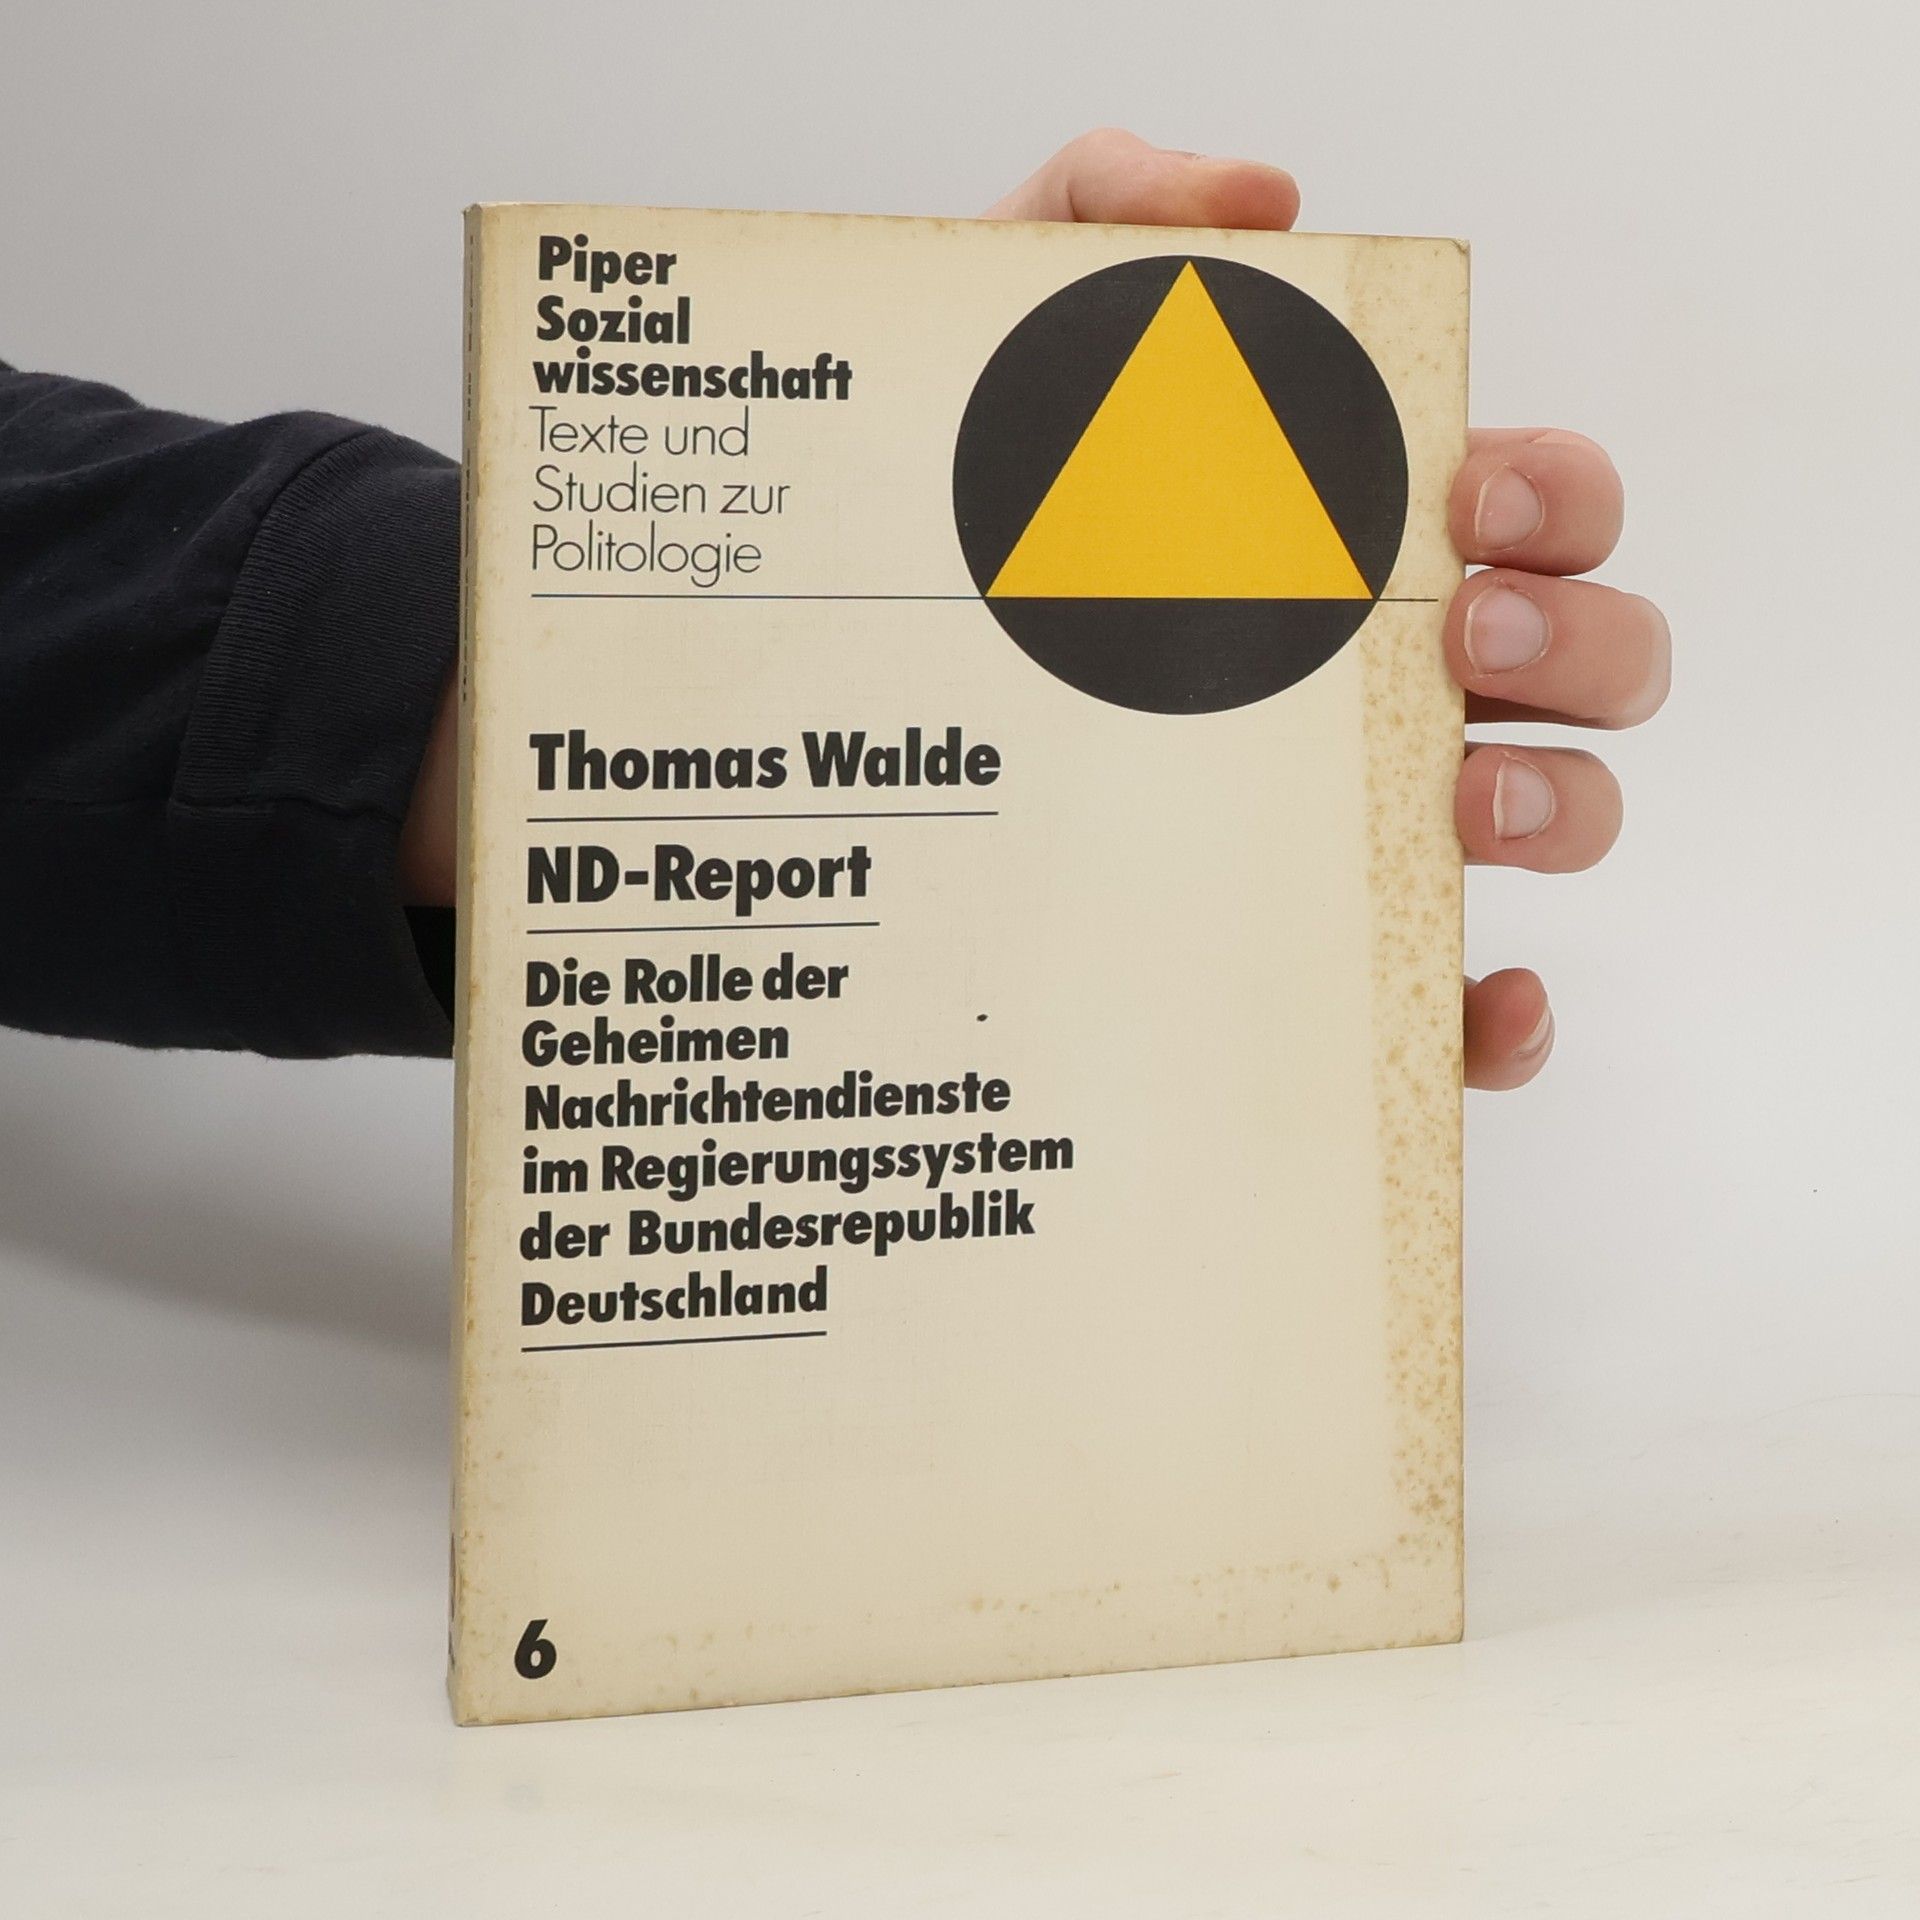 Piper
Sozial
wissenschaft
Texte und
Studien zur
Politologie
Thomas Walde
ND-Report
Die Rolle der
Geheimen
Nachrichtendienste
im Regierungssystem
der Bundesrepublik
Deutschland
6